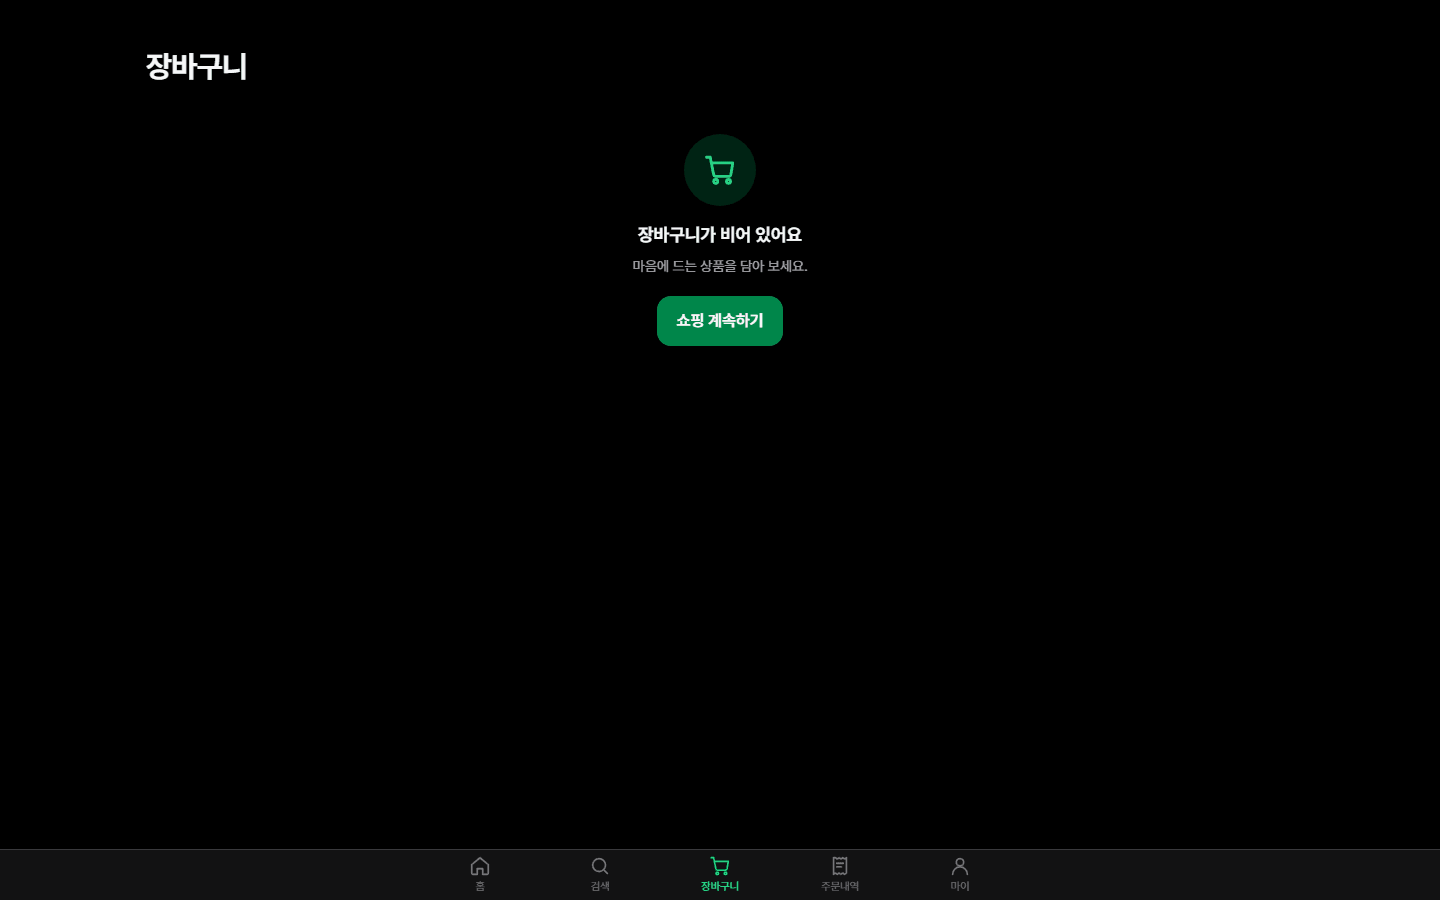 장바구니
장바구니가 비어 있어요
마음에 드는 상품을 담아 보세요.
쇼핑 계속하기
홈
검색
장바구니
주문내역
마이